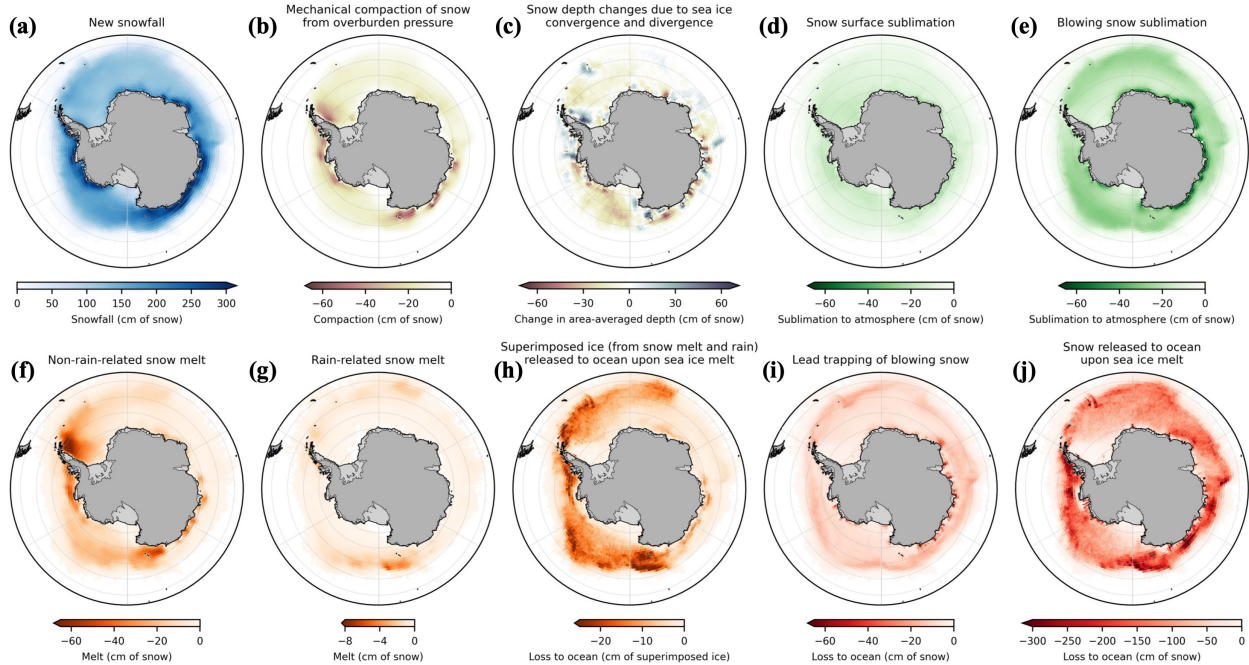 (a) New snowfall
0 50 100 150 200 250 300
Snowfall (cm of snow)
(b) Mechanical compaction of snow
from overburden pressure
−60 −40 −20 0
Compaction (cm of snow)
(c) Snow depth changes due to sea ice
convergence and divergence
−60 −30 0 30 60
Change in area-averaged depth (cm of snow)
(d) Snow surface sublimation
−60 −40 −20 0
Sublimation to atmosphere (cm of snow)
(e) Blowing snow sublimation
−60 −40 −20 0
Sublimation to atmosphere (cm of snow)
(f) Non-rain-related snow melt
−60 −40 −20 0
Melt (cm of snow)
(g) Rain-related snow melt
−8 −4 0
Melt (cm of snow)
(h) Superimposed ice (from snow melt and rain)
released to ocean upon sea ice melt
−20 −10 0
Loss to ocean (cm of superimposed ice)
(i) Lead trapping of blowing snow
−60 −40 −20 0
Loss to ocean (cm of snow)
(j) Snow released to ocean
upon sea ice melt
−300 −250 −200 −150 −100 −50 0
Loss to ocean (cm of snow)